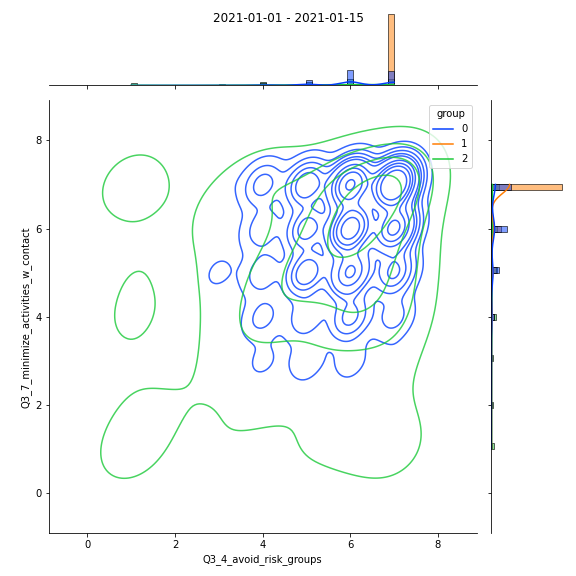 2021-01-01 - 2021-01-15
group
0
1
2
8
6
4
2
0
Q3_7_minimize_activities_w_contact
0 2 4 6 8
Q3_4_avoid_risk_groups